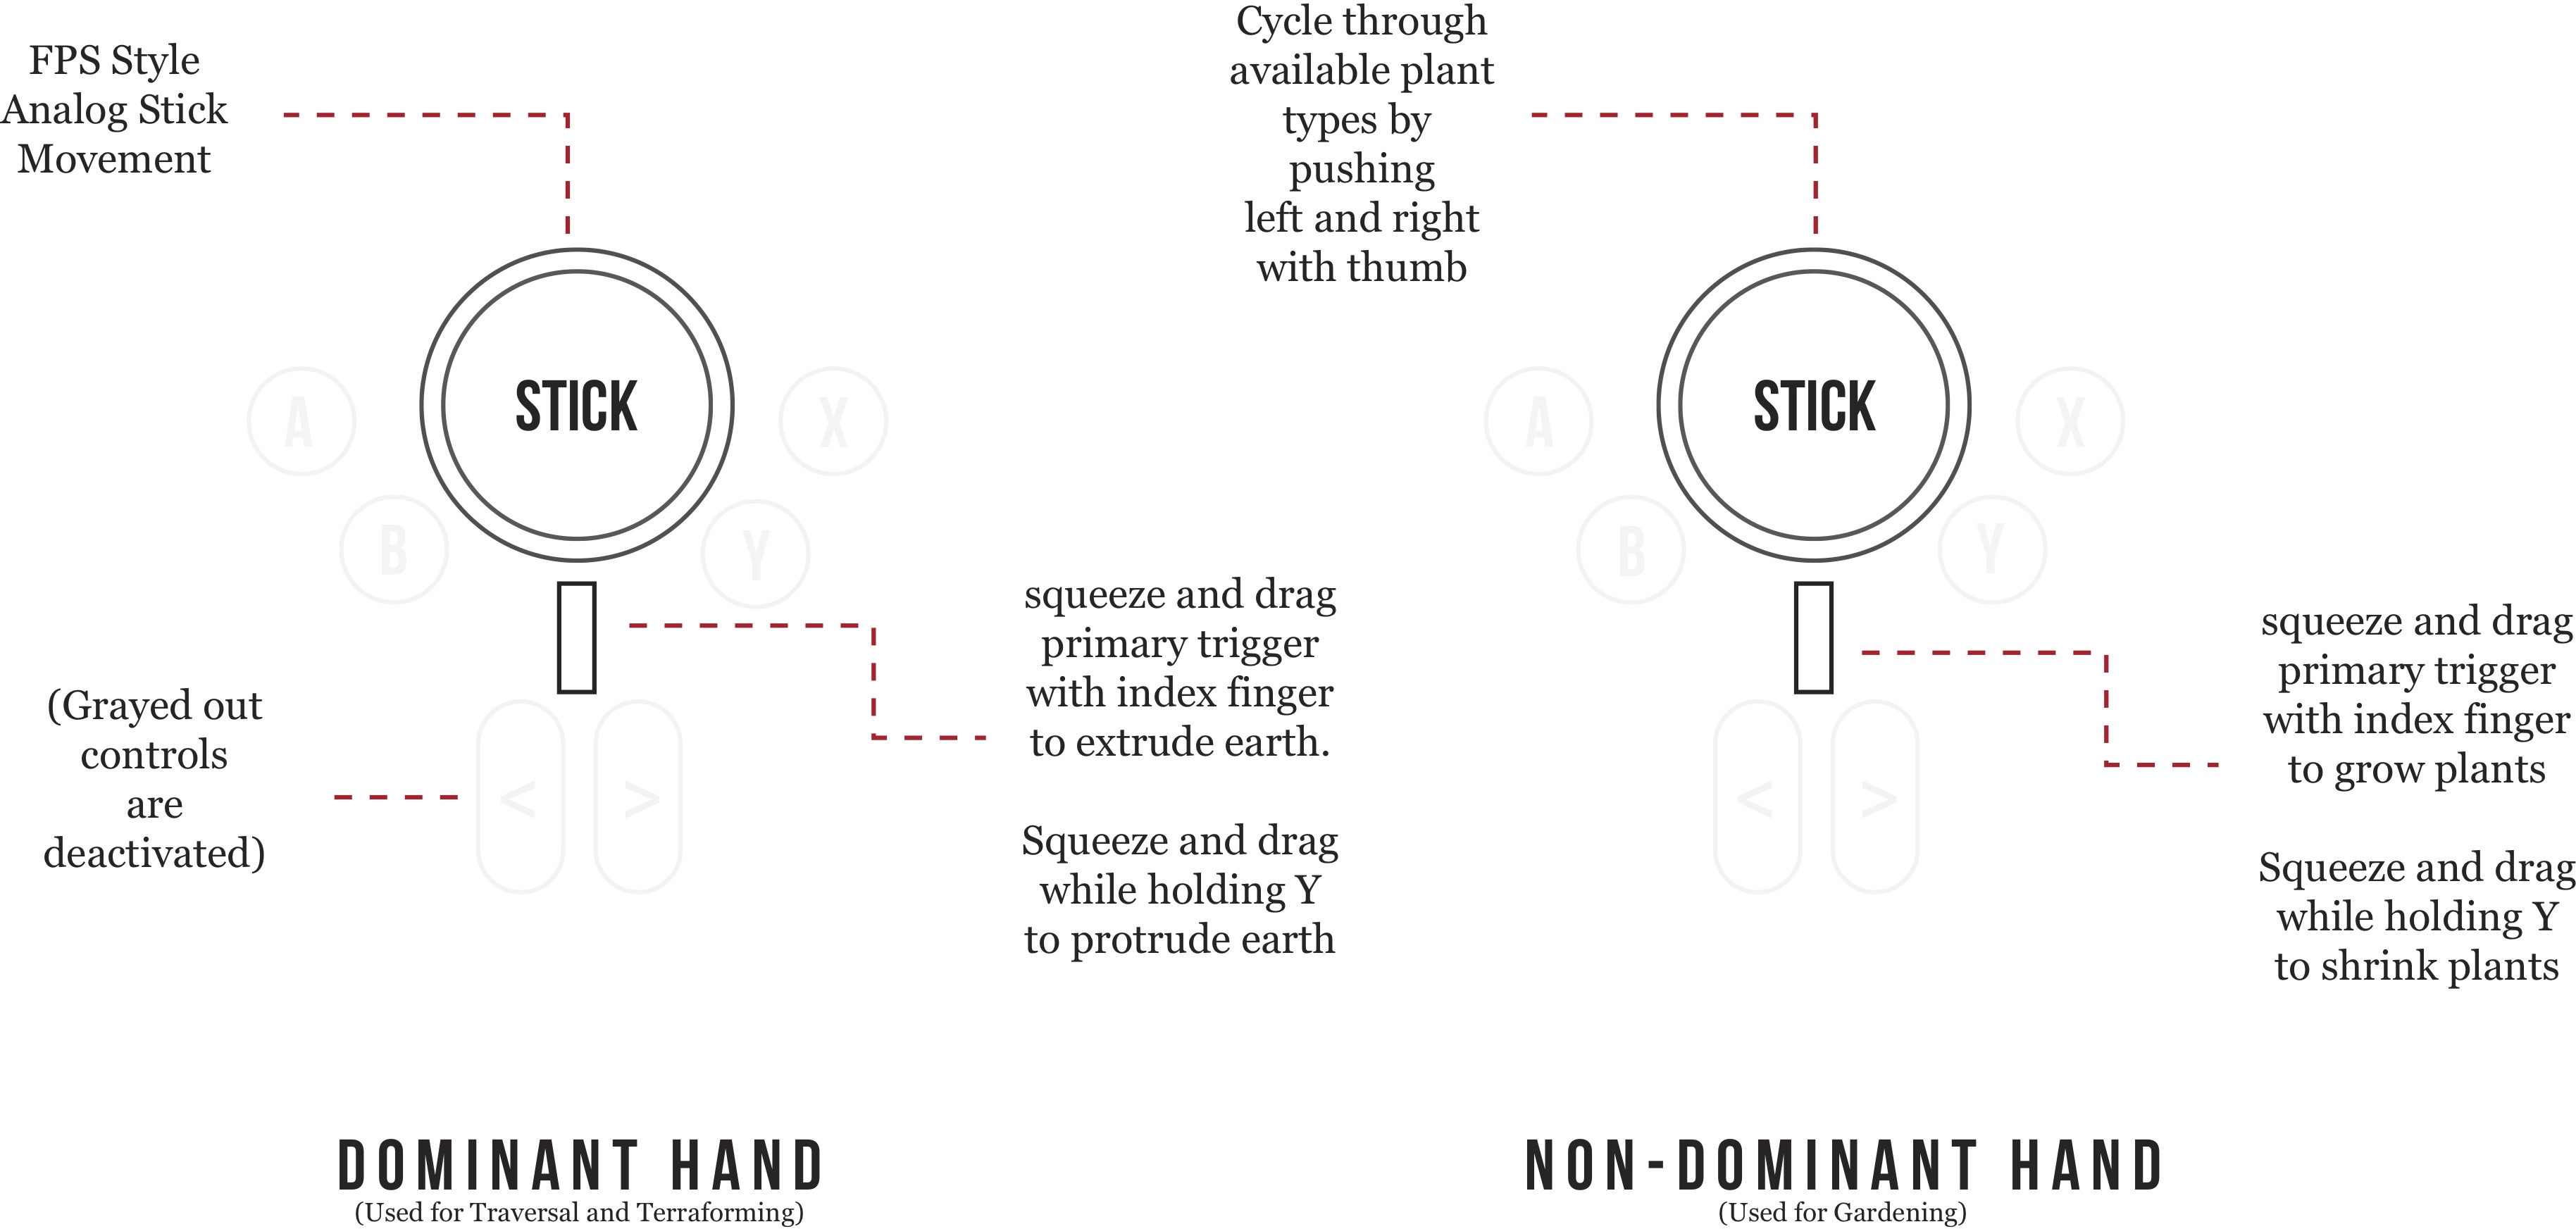 FPS Style
Analog Stick
Movement
STICK
A
B
X
Y
squeeze and drag
primary trigger
with index finger
to extrude earth.
Squeeze and drag
while holding Y
to protrude earth
(Grayed out
controls
are
deactivated)
<
>
DOMINANT HAND
(Used for Traversal and Terraforming)
Cycle through
available plant
types by
pushing
left and right
with thumb
STICK
A
B
X
Y
squeeze and drag
primary trigger
with index finger
to grow plants
Squeeze and drag
while holding Y
to shrink plants
<
>
NON-DOMINANT HAND
(Used for Gardening)